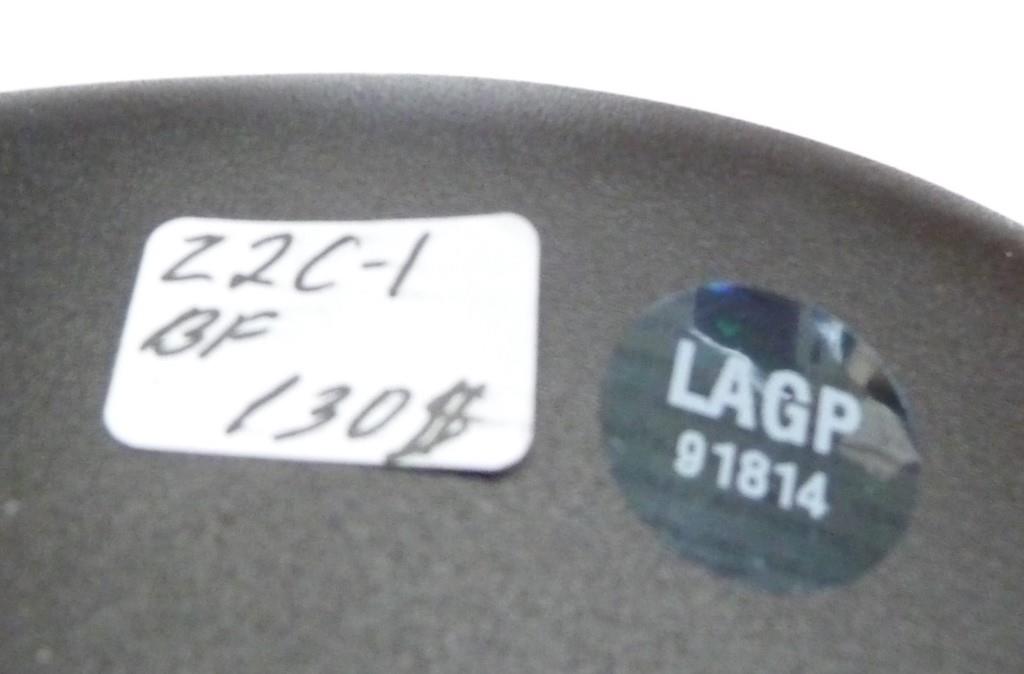 Z2C-1
BF
130$
LAGP
91814